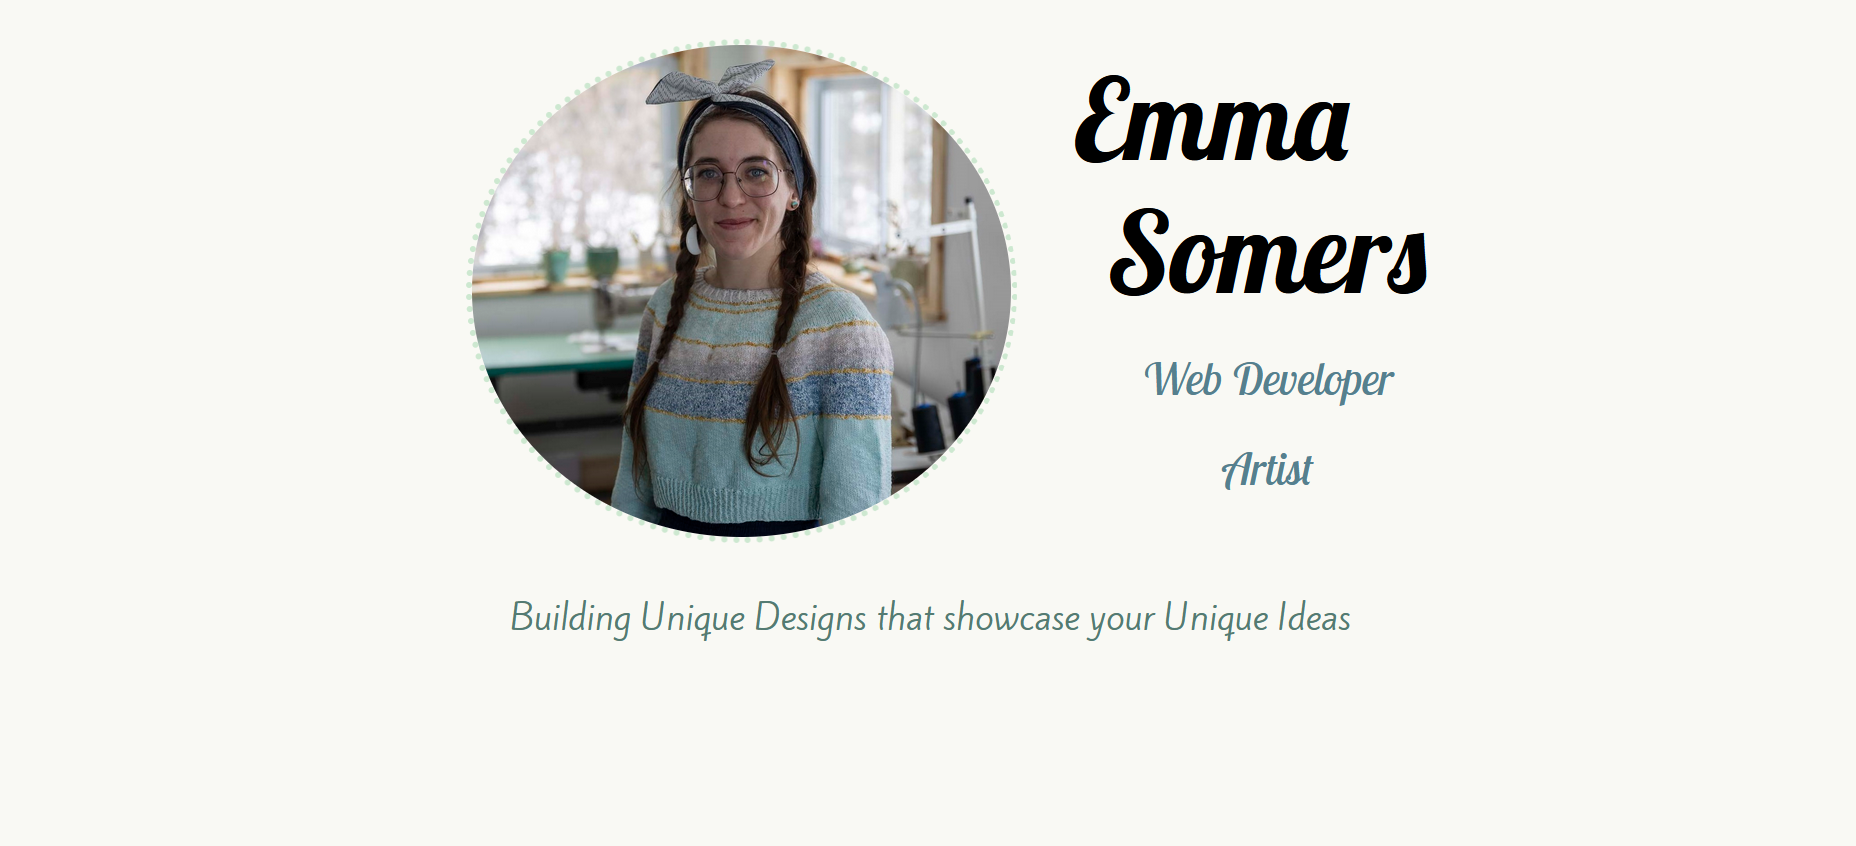 Emma
Somers
Web Developer
Artist
Building Unique Designs that showcase your Unique Ideas